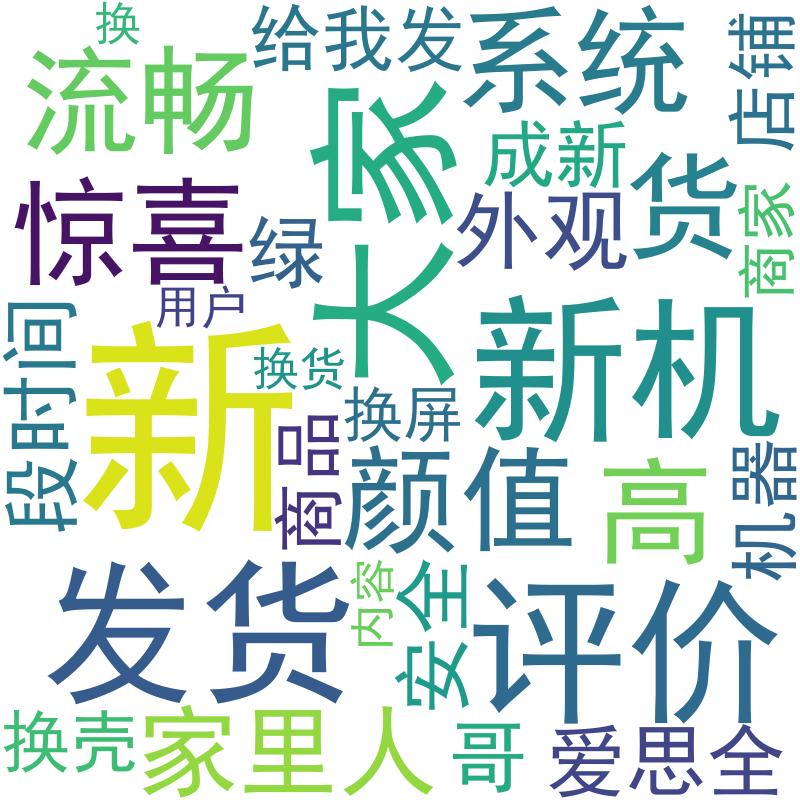 换
给我发
系统
店铺
流畅
大家
成新
货
惊喜
绿
外观
商家
用户
段时间
新
新机
换货
换屏
商品
颜值
高
机器
发货
内容
安全
评价
换壳
家里人
哥
爱思全